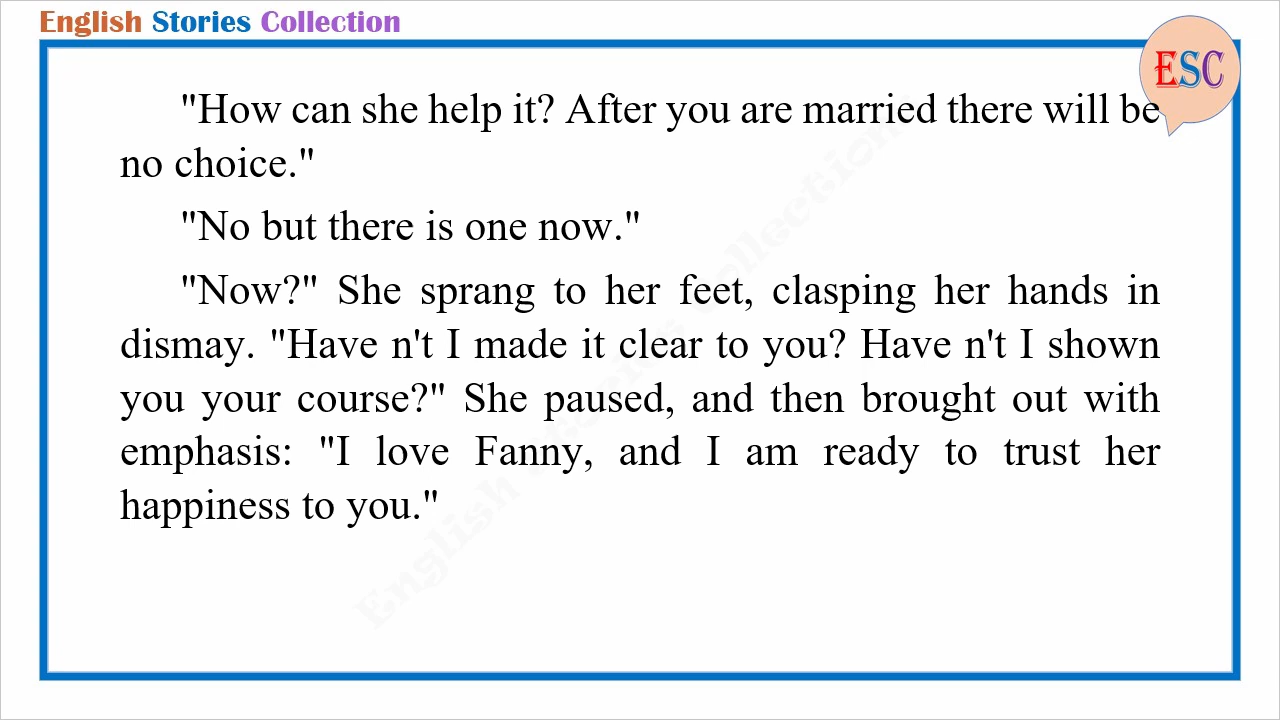 English Stories Collection
ESC
"How can she help it? After you are married there will be
no choice."
"No but there is one now."
"Now?" She sprang to her feet, clasping her hands in
dismay. "Have n't I made it clear to you? Have n't I shown
you your course?" She paused, and then brought out with
emphasis: "I love Fanny, and I am ready to trust her
happiness to you."
English Stories Collection